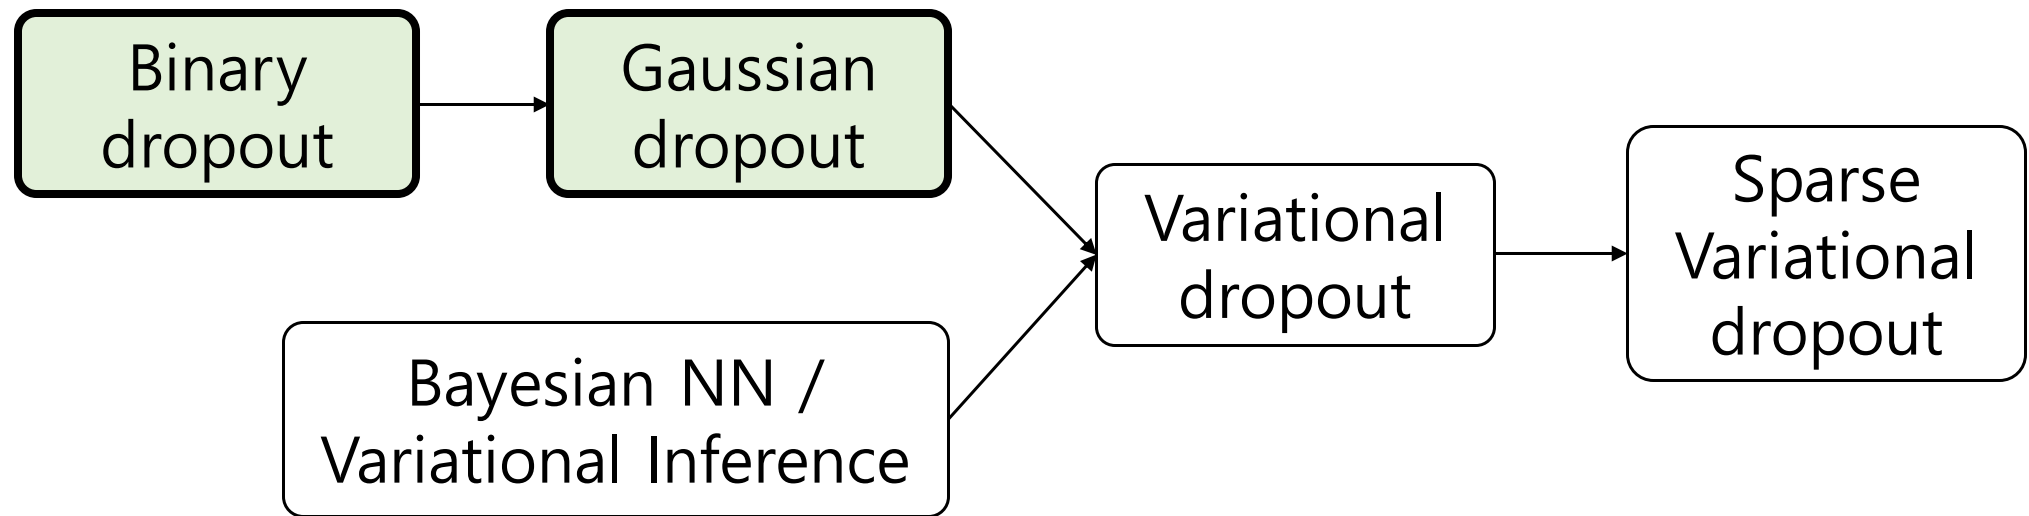 Binary
dropout
Gaussian
dropout
Bayesian NN /
Variational Inference
Variational
dropout
Sparse
Variational
dropout